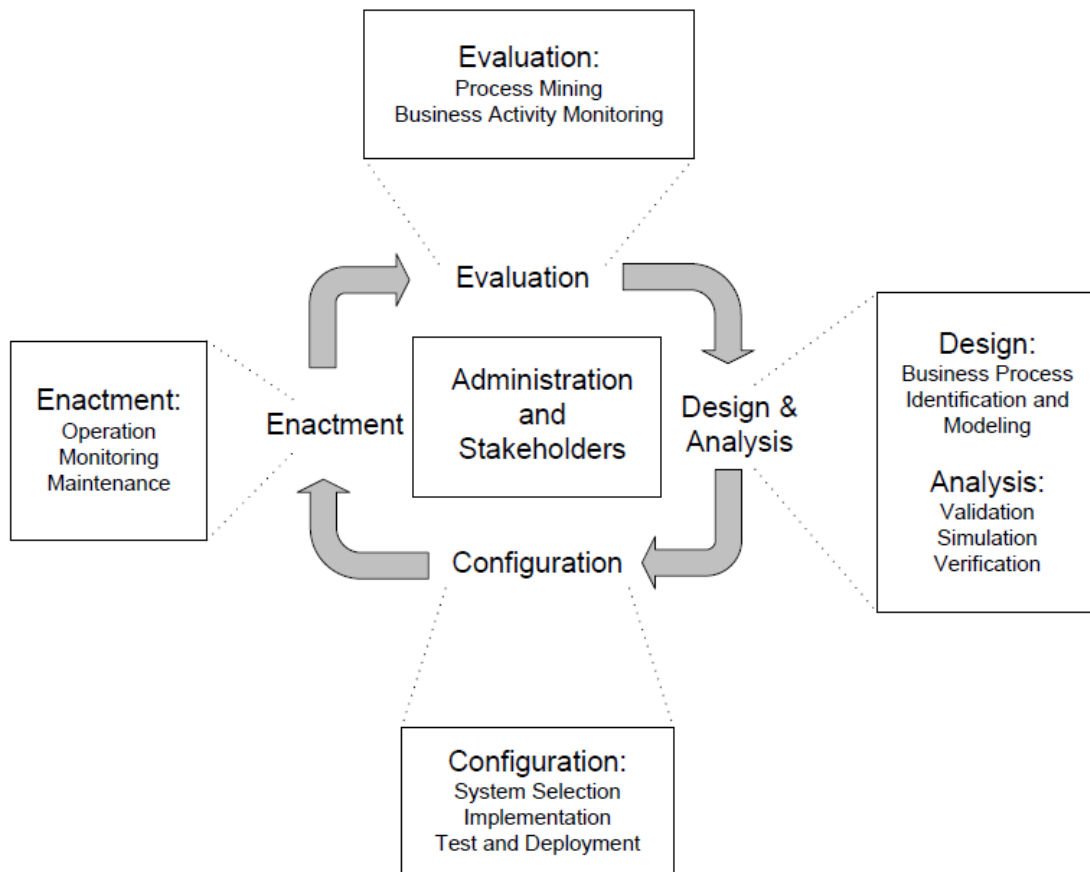 Evaluation:
Process Mining
Business Activity Monitoring
Evaluation
Design:
Business Process
Identification and
Modeling
Analysis:
Validation
Simulation
Verification
Enactment:
Operation
Monitoring
Maintenance
Enactment
Administration
and
Stakeholders
Design &
Analysis
Configuration
Configuration:
System Selection
Implementation
Test and Deployment